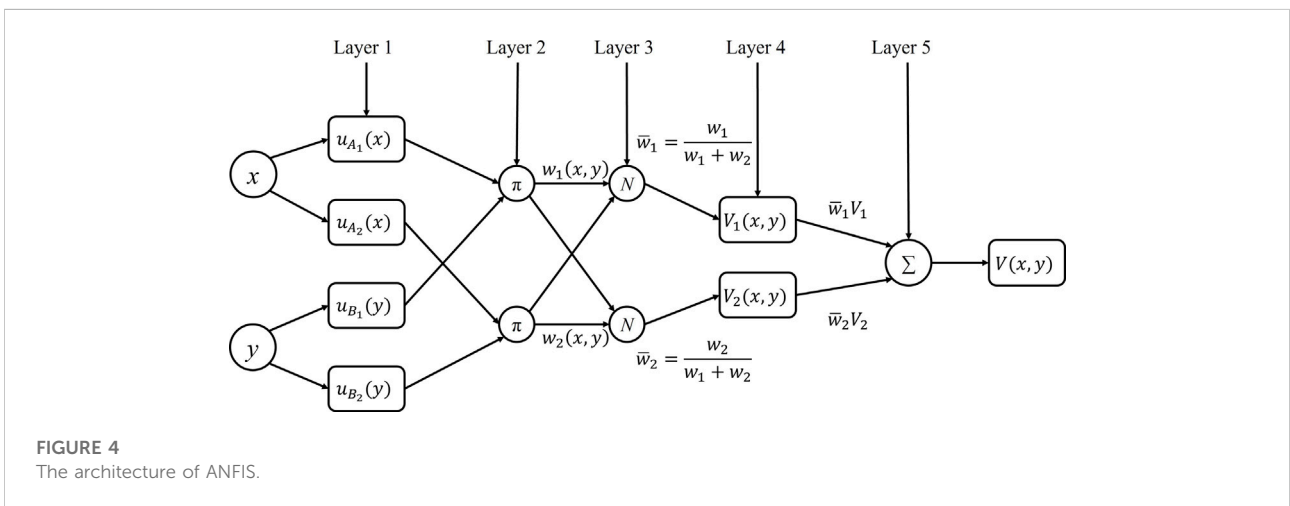 Layer 1 Layer 2 Layer 3 Layer 4 Layer 5
x
y
u_{A_1}(x)
u_{A_2}(x)
u_{B_1}(y)
u_{B_2}(y)
π
π
w_1(x, y)
w_2(x, y)
N
N
w̅_1 = w_1 / (w_1 + w_2)
w̅_2 = w_2 / (w_1 + w_2)
V_1(x, y)
V_2(x, y)
w̅_1V_1
w̅_2V_2
Σ
V(x, y)
FIGURE 4
The architecture of ANFIS.